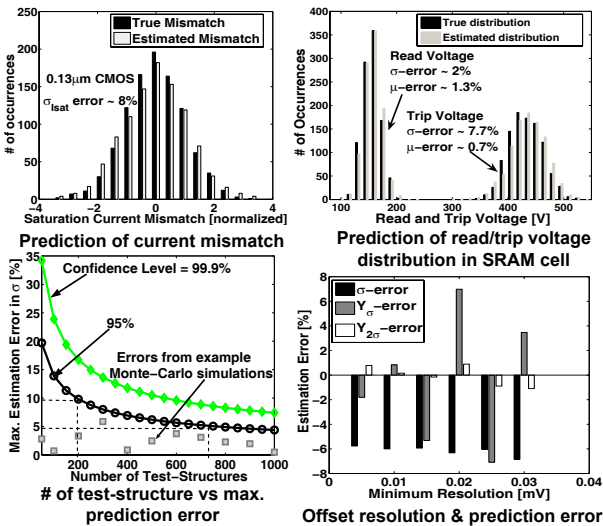 250
200
150
100
50
0
# of occurrences
True Mismatch
Estimated Mismatch
0.13μm CMOS
σIsat error ~ 8%
−4
−2
0
2
4
Saturation Current Mismatch [normalized]
Prediction of current mismatch
400
350
300
250
200
150
100
50
0
# of Occurrences
True distribution
Estimated distribution
Read Voltage
σ−error ~ 2%
μ−error ~ 1.3%
Trip Voltage
σ−error ~ 7.7%
μ−error ~ 0.7%
100
200
300
400
500
Read and Trip Voltage [V]
Prediction of read/trip voltage
distribution in SRAM cell
35
30
25
20
15
10
5
0
Max. Estimation Error in σ [%]
Confidence Level = 99.9%
95%
Errors from example
Monte−Carlo simulations
200
400
600
800
1000
Number of Test−Structures
# of test-structure vs max.
prediction error
8
6
4
2
0
−2
−4
−6
−8
Estimation Error [%]
σ−error
Yσ−error
Y2σ−error
0
0.01
0.02
0.03
0.04
Minimum Resolution [mV]
Offset resolution & prediction error